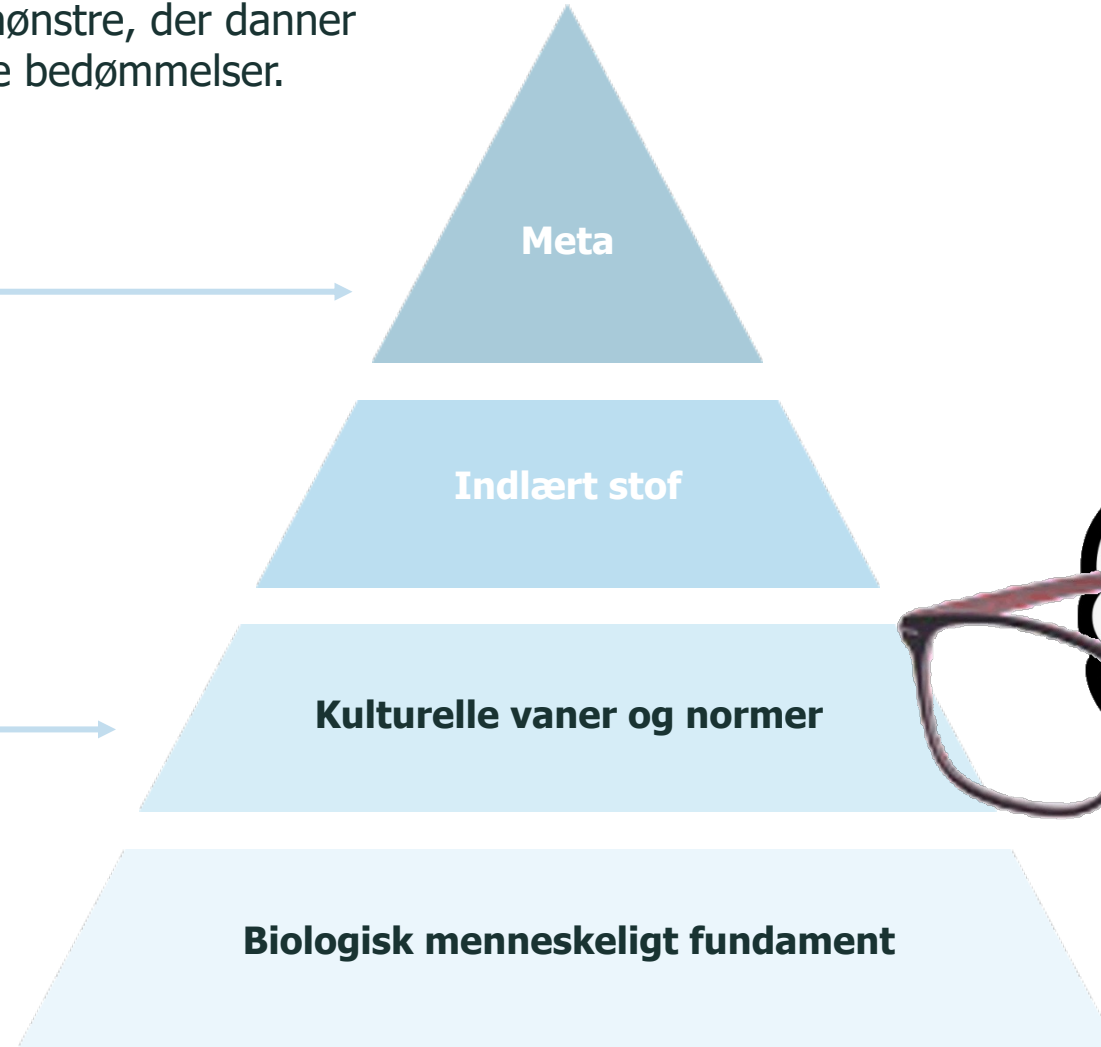 mønstre, der danner
e bedømmelser.
Meta
Indlært stof
Kulturelle vaner og normer
Biologisk menneskeligt fundament